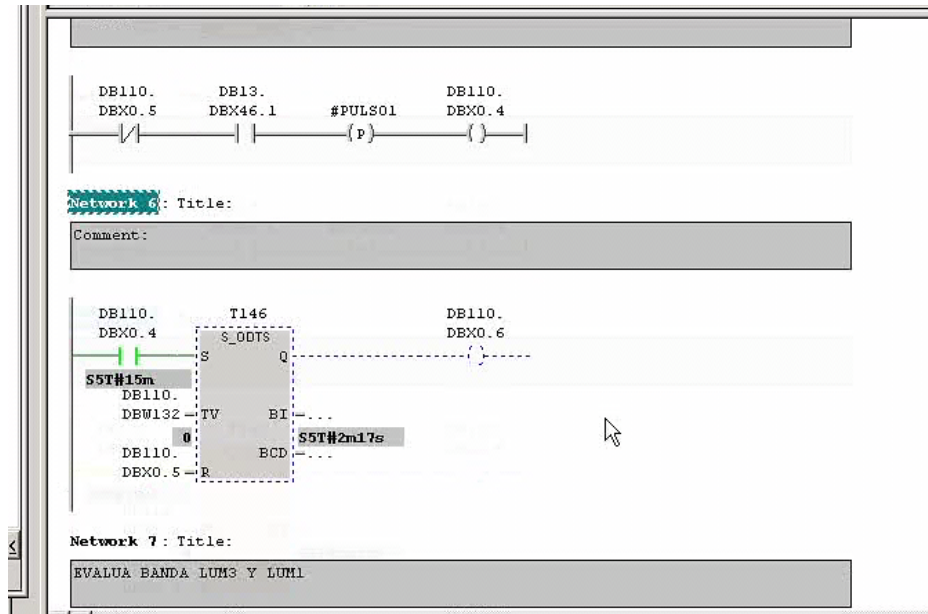 DB110. DB13. DB110.
DBX0.5 DBX46.1 #PULS01 DBX0.4
(P)
Network 6: Title:
Comment:
DB110. T146 DB110.
DBX0.4 S_ODTS DBX0.6
S Q
S5T#15m
DB110.
DBW132 TV BI ...
0 S5T#2m17s
DB110. BCD ...
DBX0.5 R
Network 7: Title:
EVALUA BANDA LUM3 Y LUM1